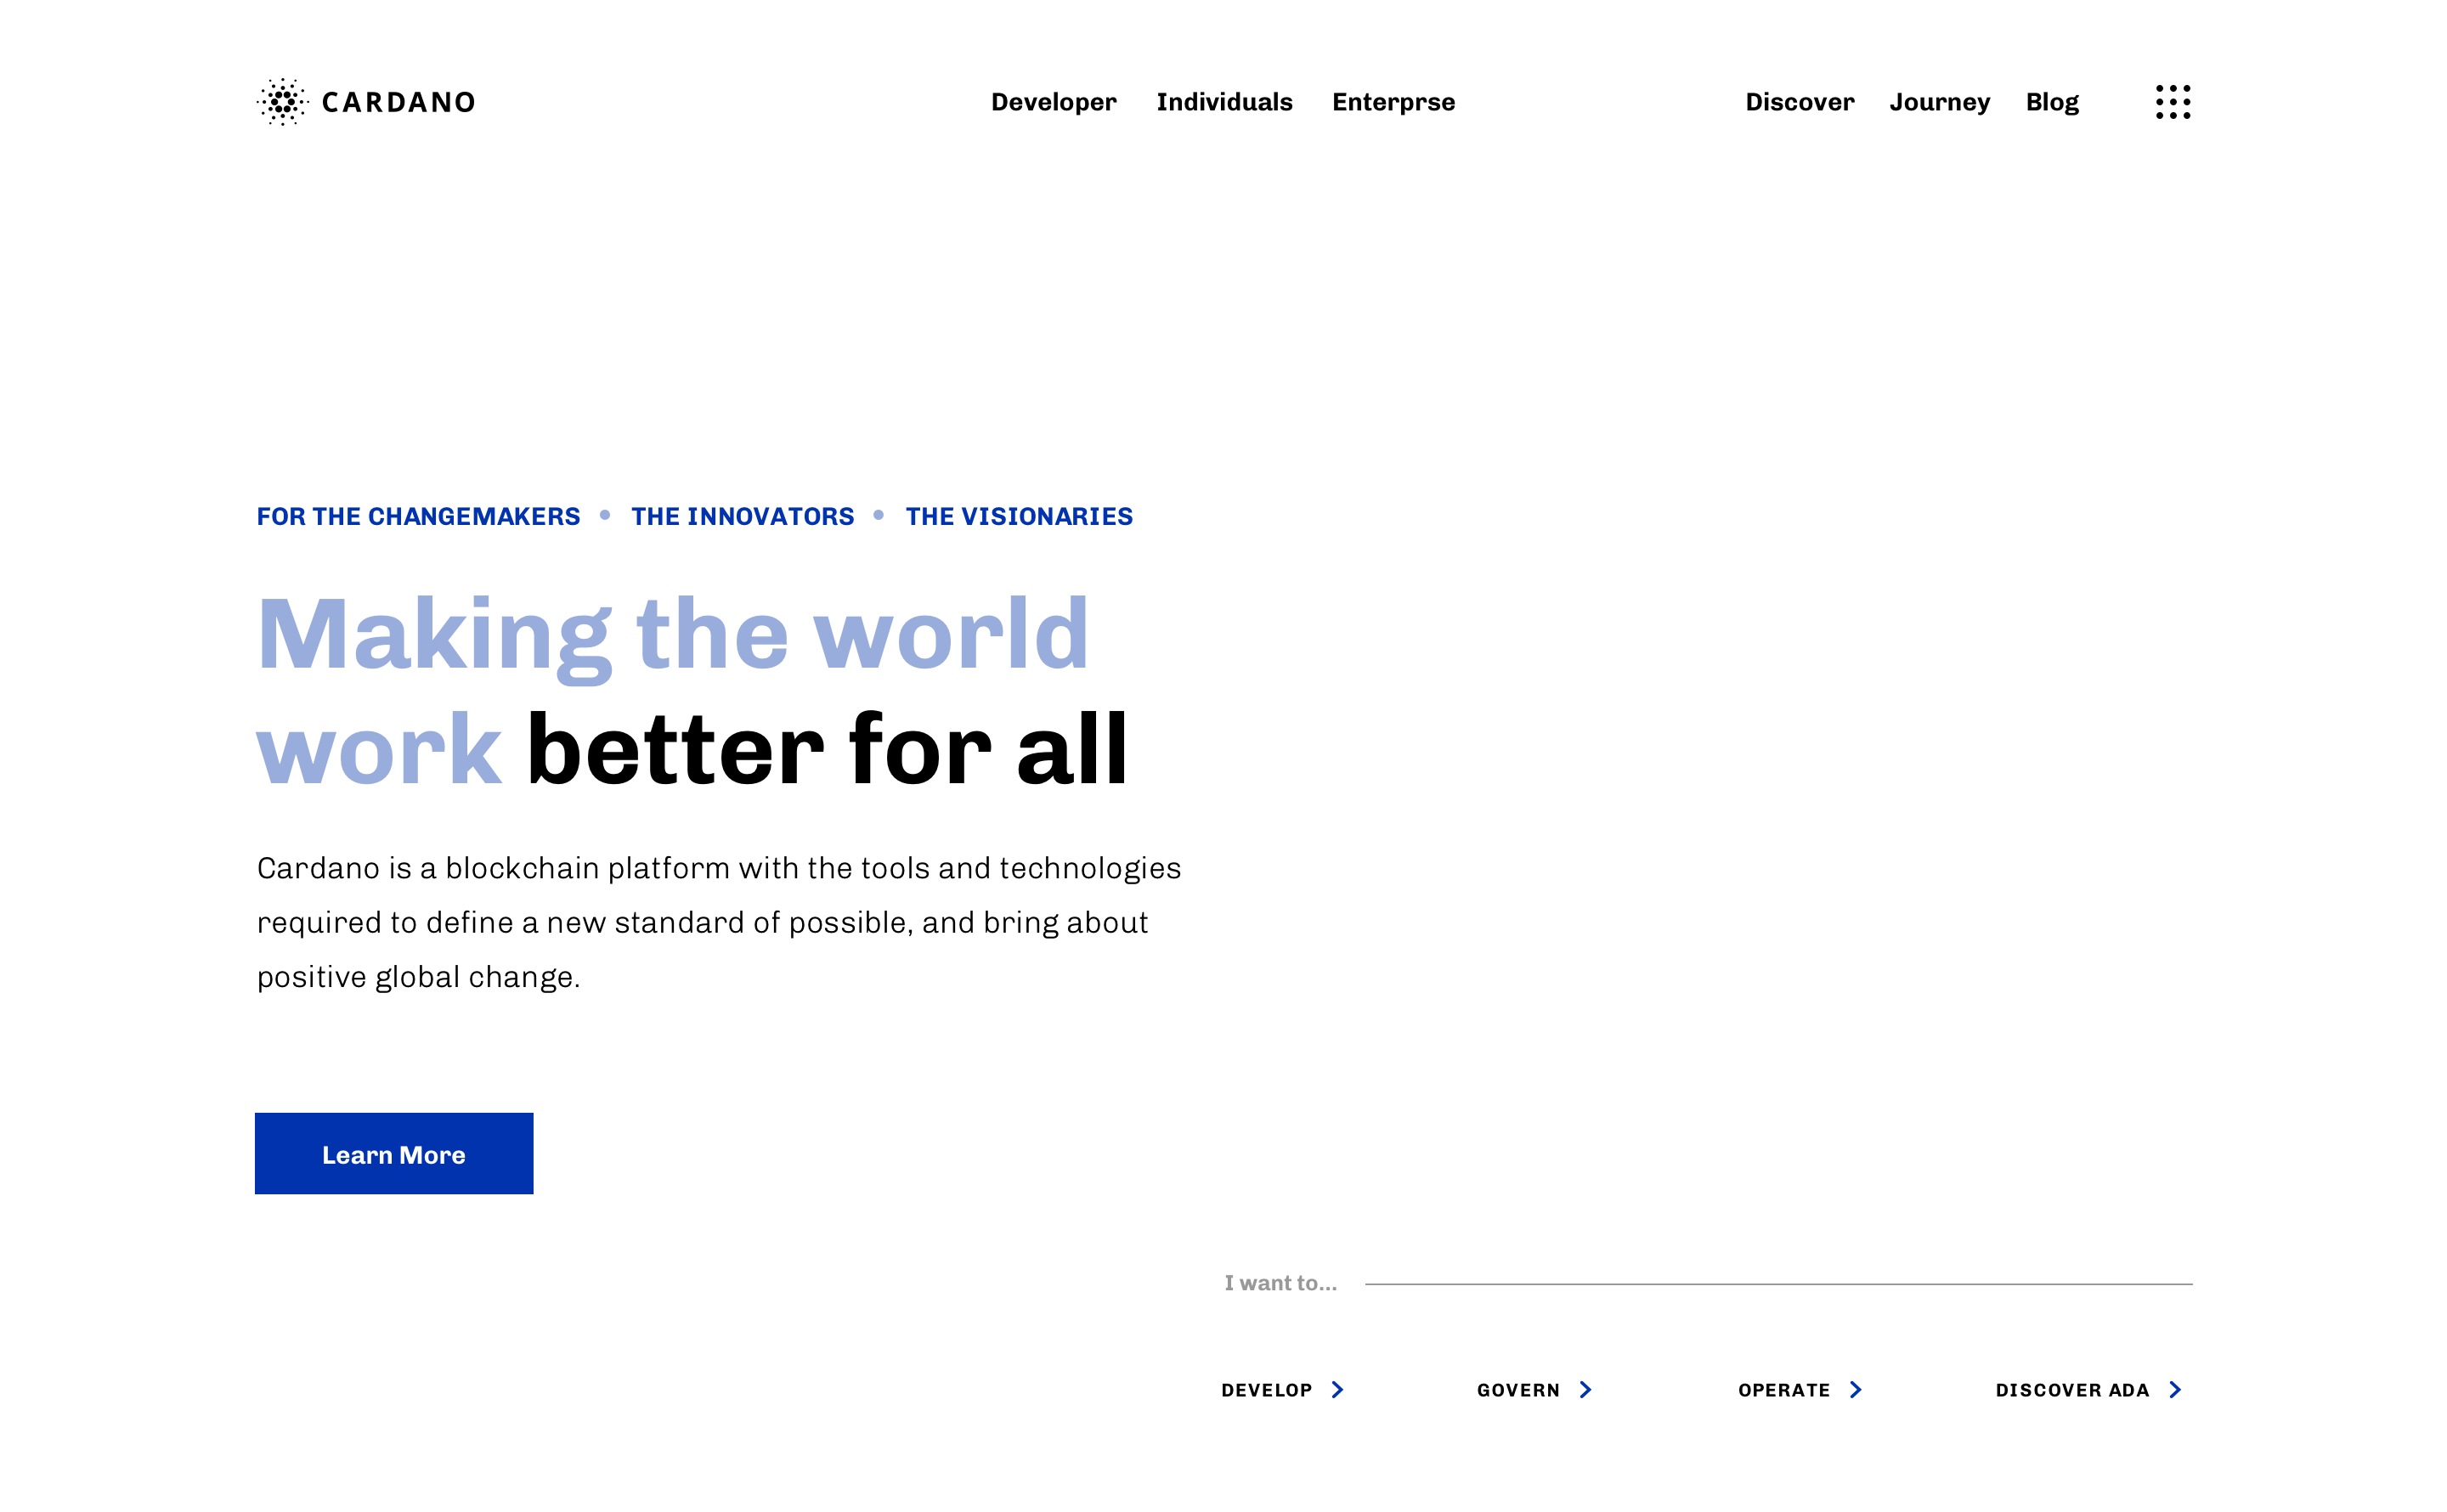 CARDANO
Developer Individuals Enterprse
Discover Journey Blog
FOR THE CHANGEMAKERS • THE INNOVATORS • THE VISIONARIES
Making the world
work better for all
Cardano is a blockchain platform with the tools and technologies
required to define a new standard of possible, and bring about
positive global change.
Learn More
I want to...
DEVELOP GOVERN OPERATE DISCOVER ADA